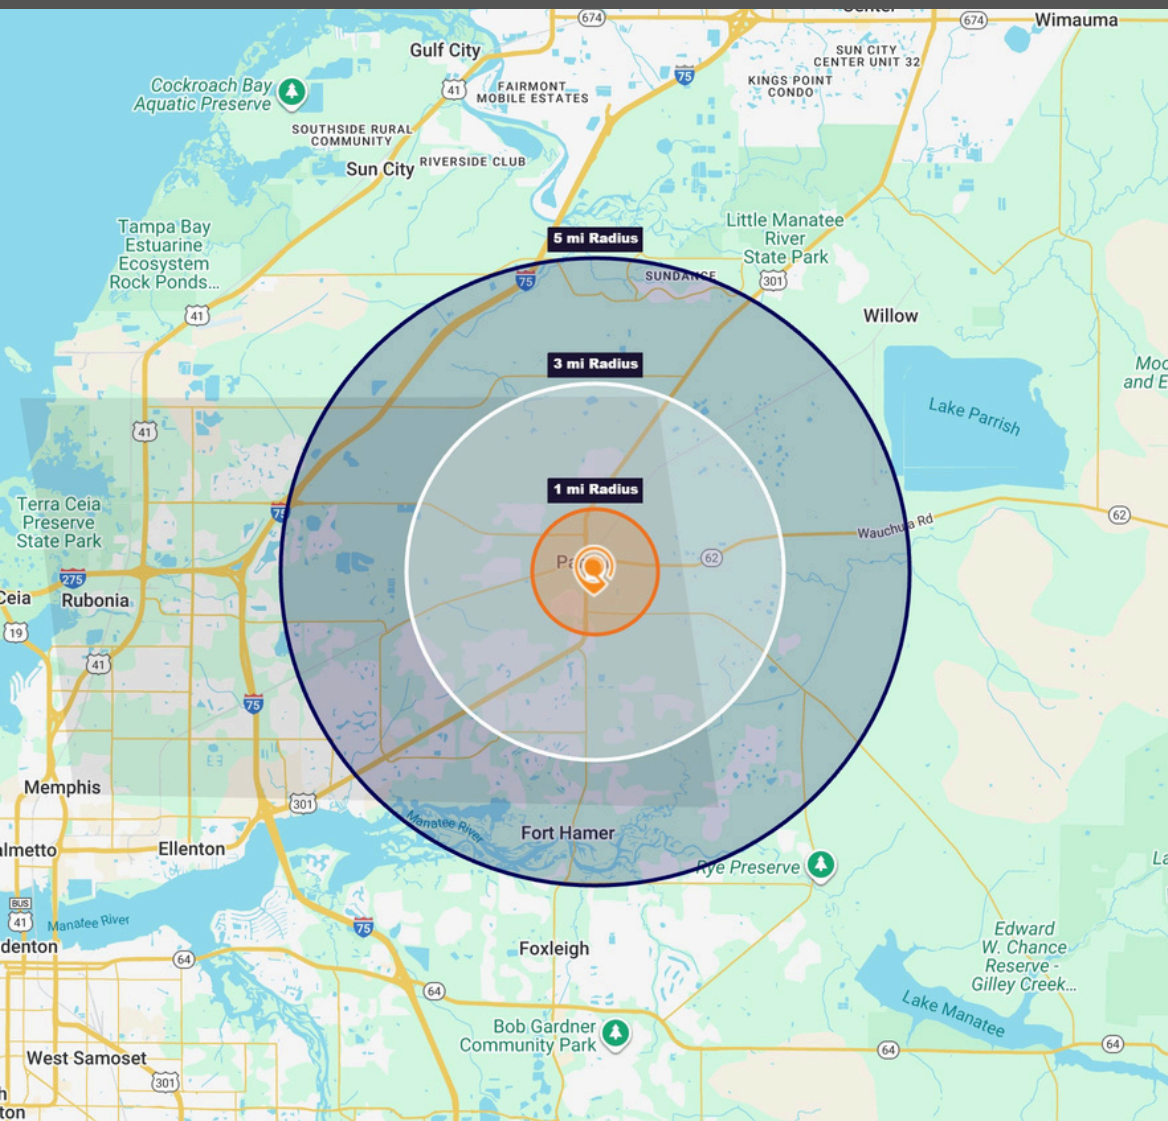 Center
674
674
Wimauma
Gulf City
75
SUN CITY
CENTER UNIT 32
Cockroach Bay
Aquatic Preserve
41
FAIRMONT
MOBILE ESTATES
KINGS POINT
CONDO
SOUTHSIDE RURAL
COMMUNITY
Sun City
RIVERSIDE CLUB
Tampa Bay
Estuarine
Ecosystem
Rock Ponds...
Little Manatee
River
State Park
5 mi Radius
75
SUNDANCE
301
41
Willow
3 mi Radius
Moo
and E
Lake Parrish
41
1 mi Radius
Terra Ceia
Preserve
State Park
75
62
Wauchula Rd
62
Pa
275
Ceia
Rubonia
19
41
75
Memphis
301
Manatee River
Fort Hamer
almetto
Ellenton
Rye Preserve
La
BUS
41
Manatee River
75
denton
64
Foxleigh
Edward
W. Chance
Reserve -
Gilley Creek...
64
Lake Manatee
Bob Gardner
Community Park
64
64
West Samoset
301
h
ton